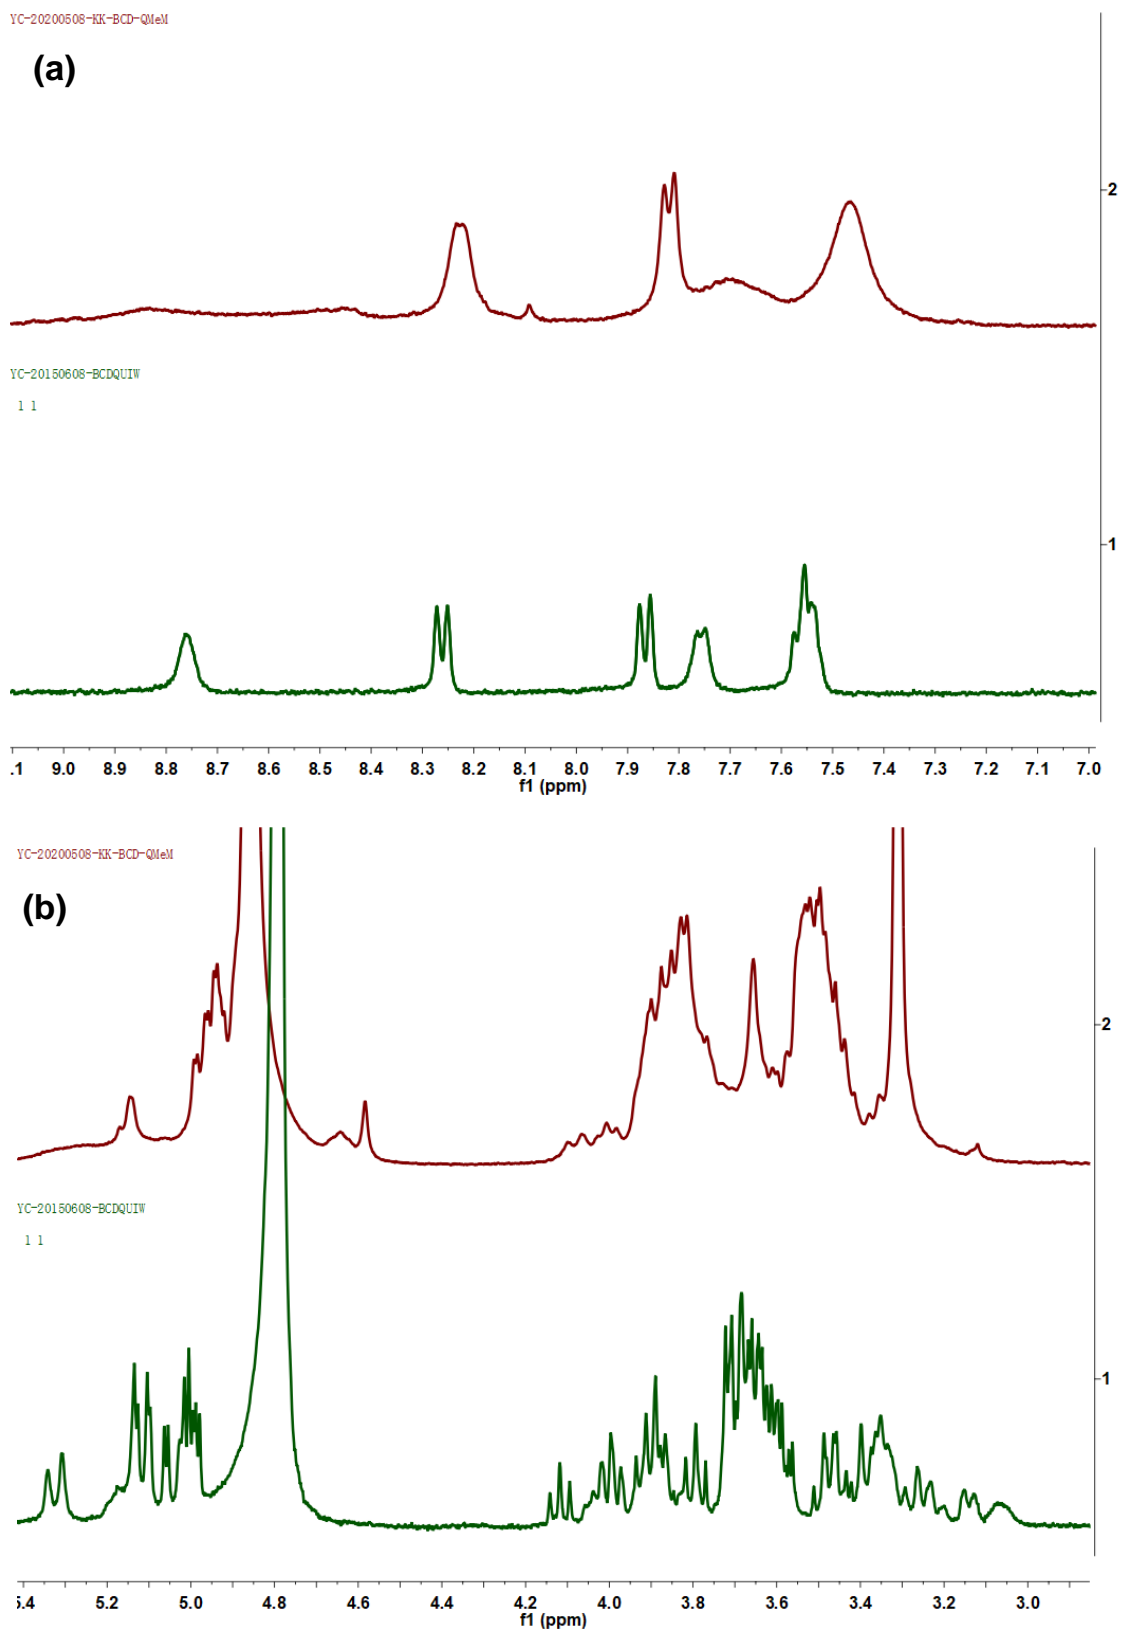 YC-20200508-KK-BCD-QMeM
(a)
2
YC-20150608-BCDQUIW
1 1
1
.1 9.0 8.9 8.8 8.7 8.6 8.5 8.4 8.3 8.2 8.1 8.0 7.9 7.8 7.7 7.6 7.5 7.4 7.3 7.2 7.1 7.0
f1 (ppm)
YC-20200508-KK-BCD-QMeM
(b)
2
YC-20150608-BCDQUIW
1 1
1
5.4 5.2 5.0 4.8 4.6 4.4 4.2 4.0 3.8 3.6 3.4 3.2 3.0
f1 (ppm)